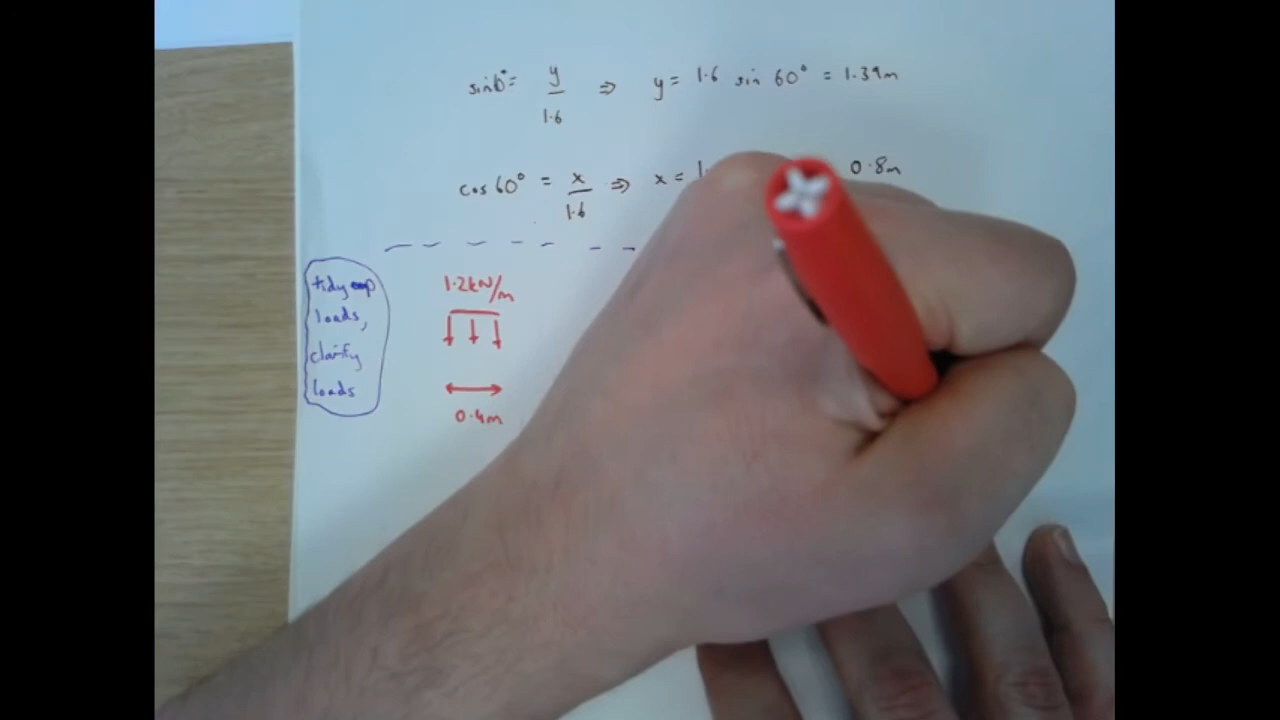 sin60° = y/1.6 ⇒ y = 1.6 sin 60° = 1.39m
cos 60° = x/1.6 ⇒ x = 1. 0.8m
tidy up
loads,
clarify
loads
1.2kN/m
0.4m